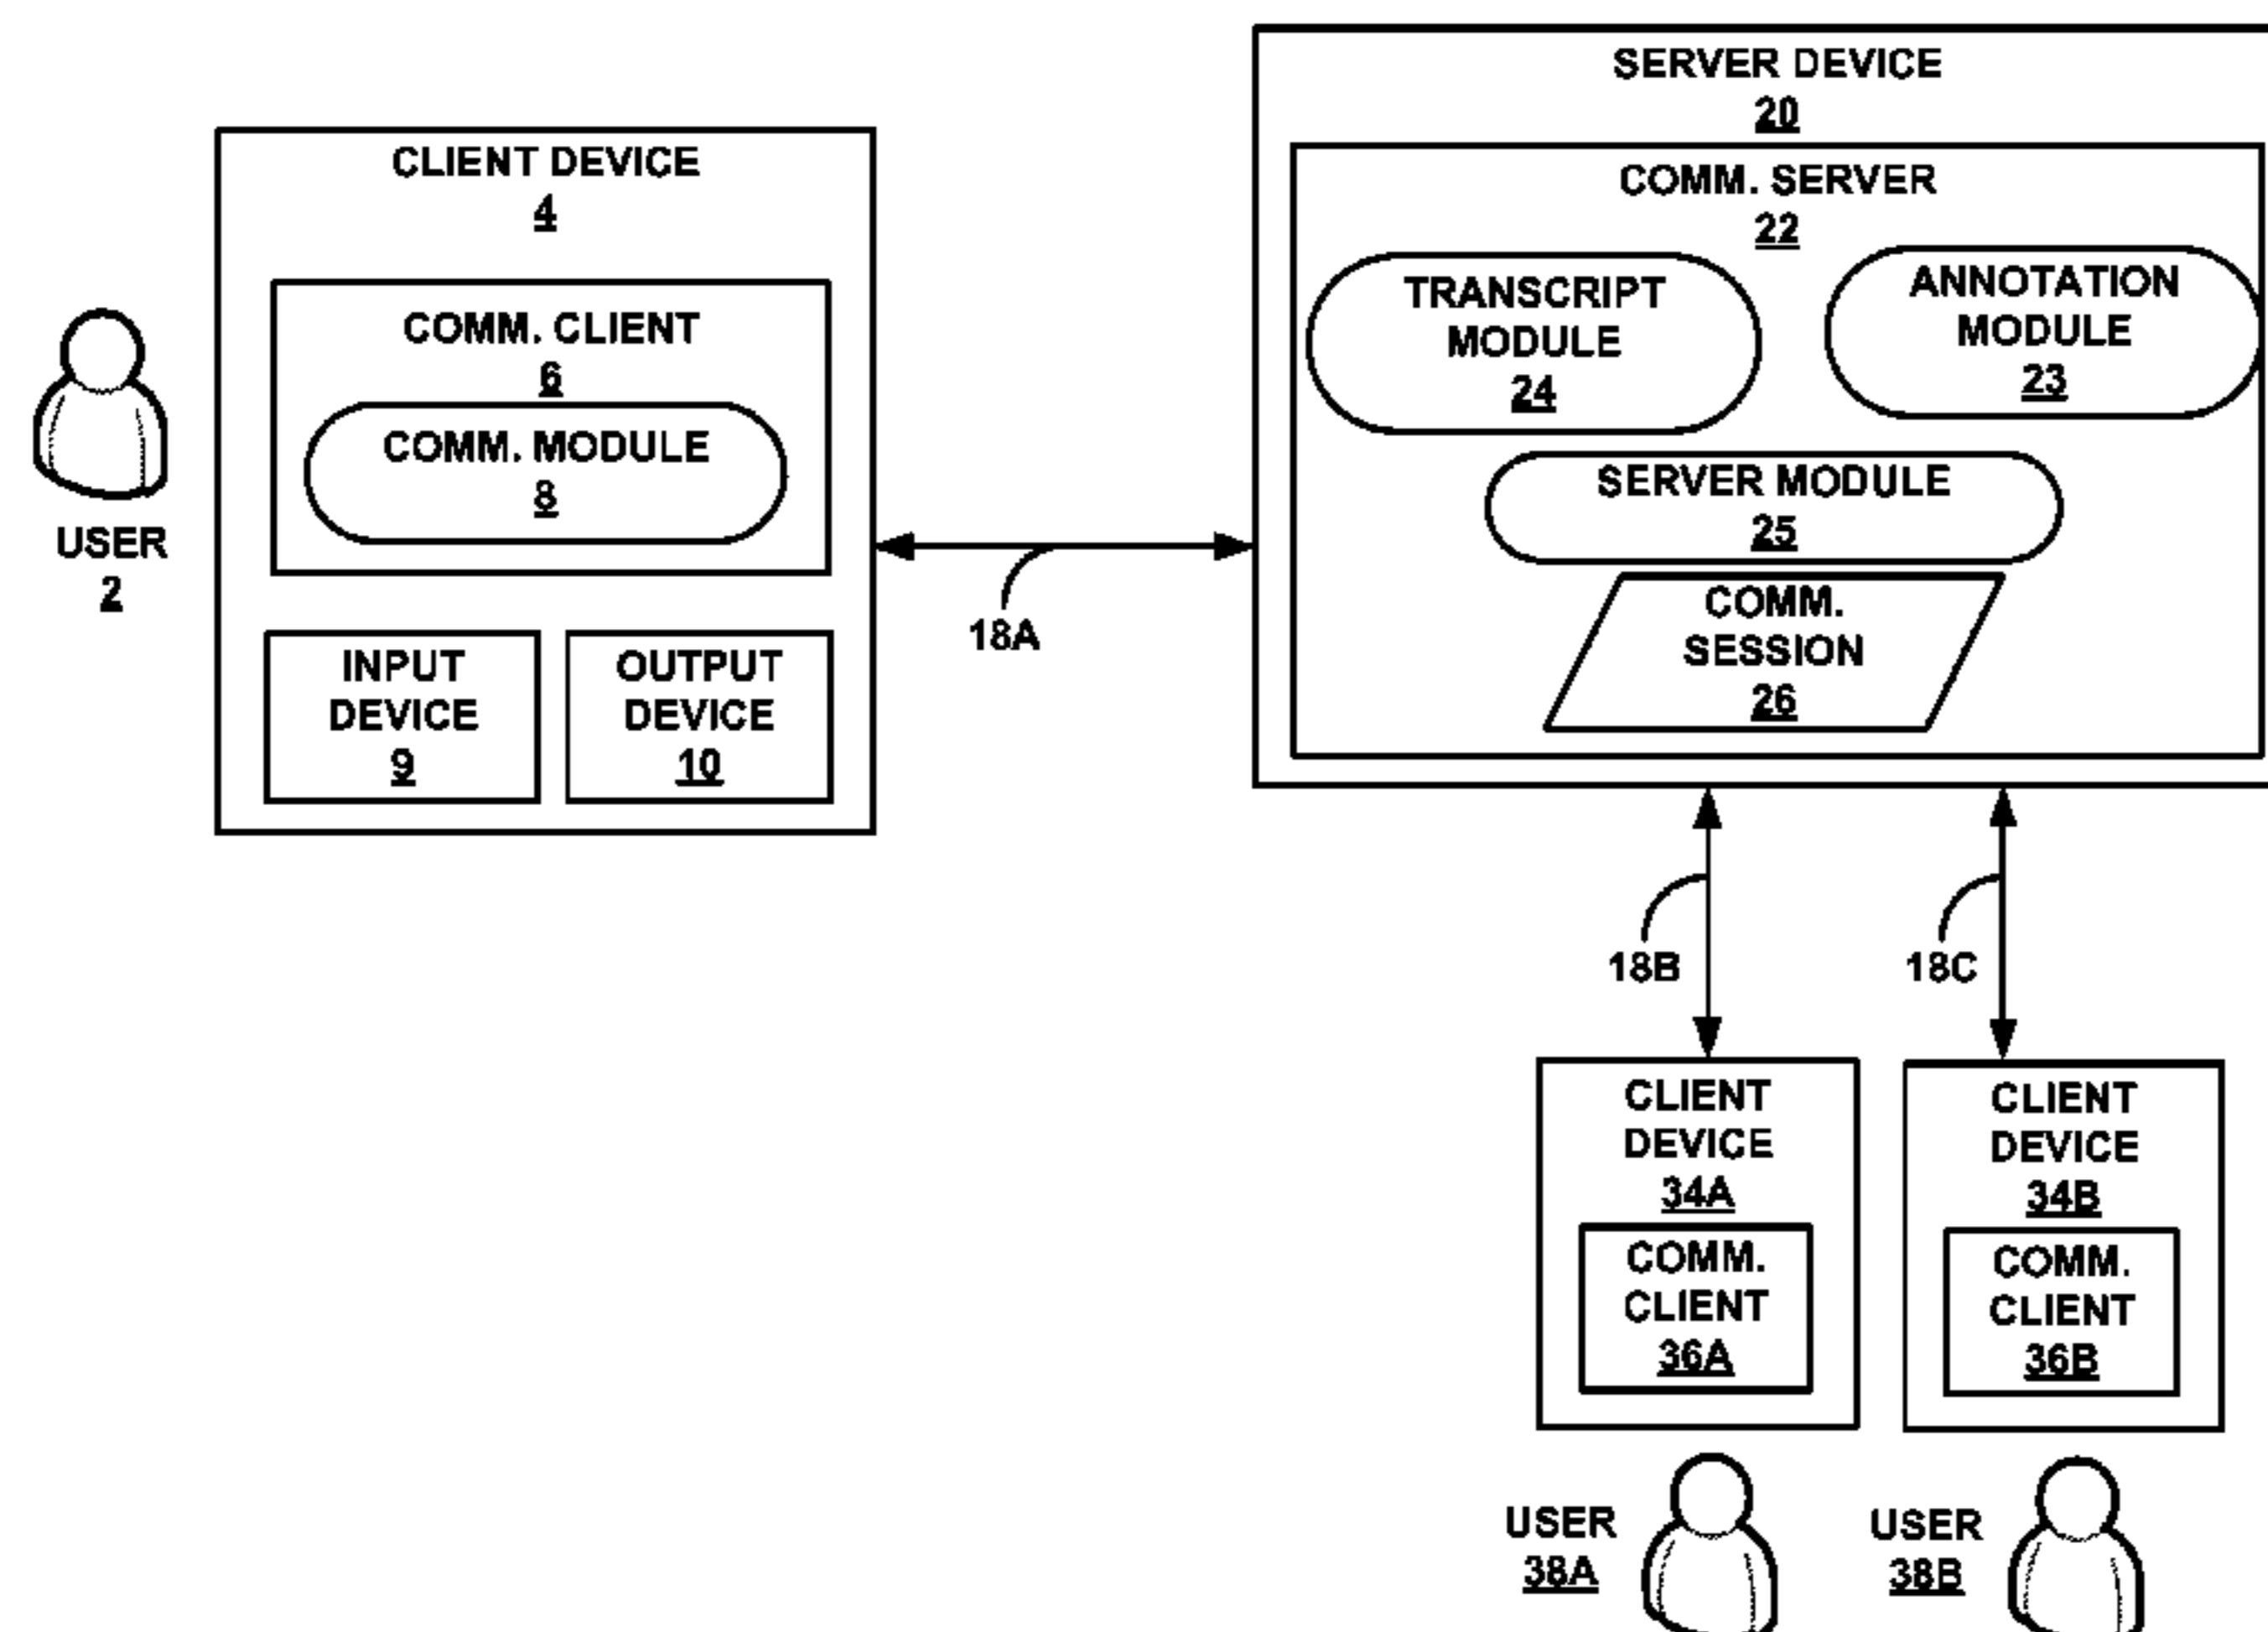 SERVER DEVICE
20
CLIENT DEVICE
4
COMM. SERVER
22
TRANSCRIPT
MODULE
24
ANNOTATION
MODULE
23
COMM. CLIENT
6
COMM. MODULE
8
SERVER MODULE
25
USER
2
COMM.
SESSION
26
18A
INPUT
DEVICE
9
OUTPUT
DEVICE
10
18B
18C
CLIENT
DEVICE
34A
COMM.
CLIENT
36A
CLIENT
DEVICE
34B
COMM.
CLIENT
36B
USER
38A
USER
38B